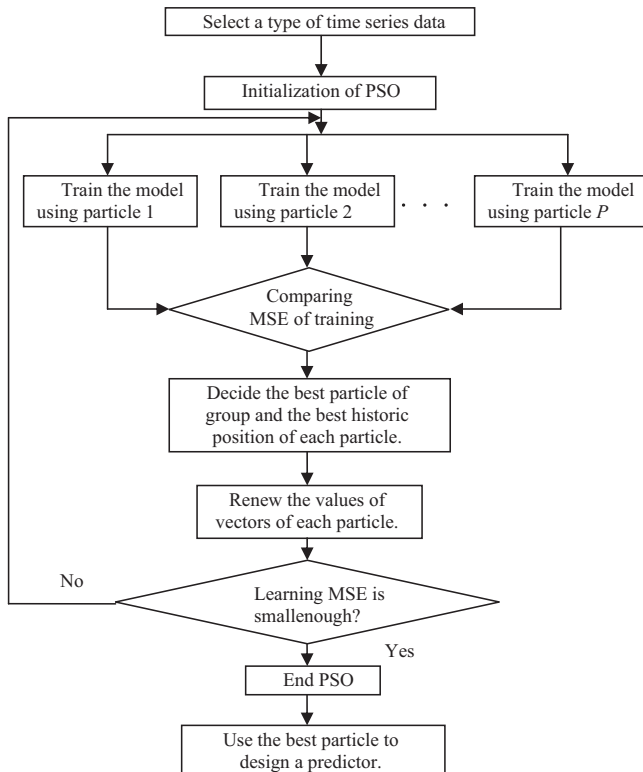 Select a type of time series data
Initialization of PSO
Train the model
using particle 1
Train the model
using particle 2
. . .
Train the model
using particle P
Comparing
MSE of training
Decide the best particle of
group and the best historic
position of each particle.
Renew the values of
vectors of each particle.
No
Learning MSE is
smallenough?
Yes
End PSO
Use the best particle to
design a predictor.